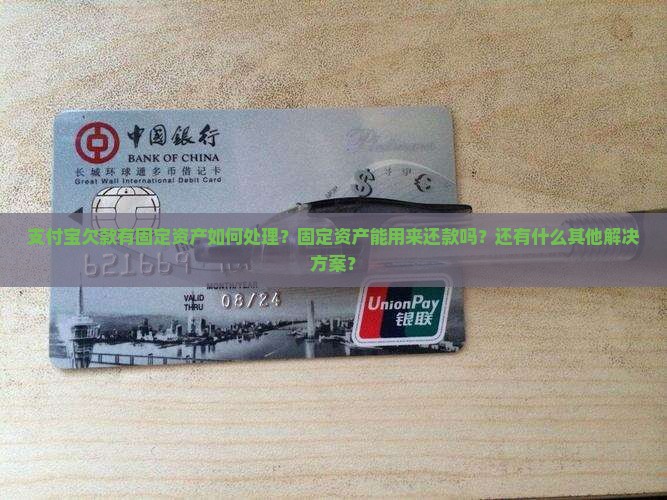 中国银行
BANK OF CHINA
长城环球通多币借记卡
Great Wall International Debit Card
支付宝欠款有固定资产如何处理？固定资产能用来还款吗？还有什么其他解决
方案？
621669
MONTH/YEAR
VALID
THRU
08/24
UnionPay
银联